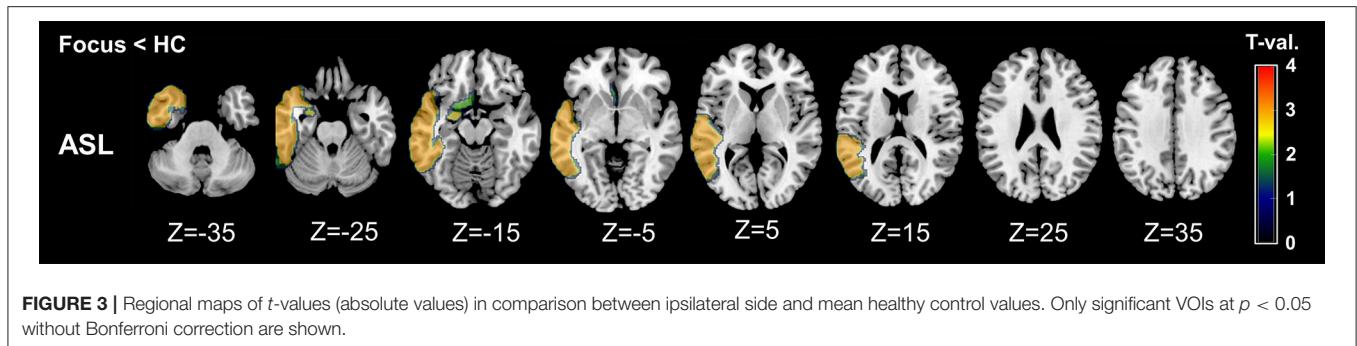 Focus < HC
T-val.
4
3
ASL
2
1
0
Z=-35 Z=-25 Z=-15 Z=-5 Z=5 Z=15 Z=25 Z=35
FIGURE 3 | Regional maps of t-values (absolute values) in comparison between ipsilateral side and mean healthy control values. Only significant VOIs at p < 0.05
without Bonferroni correction are shown.